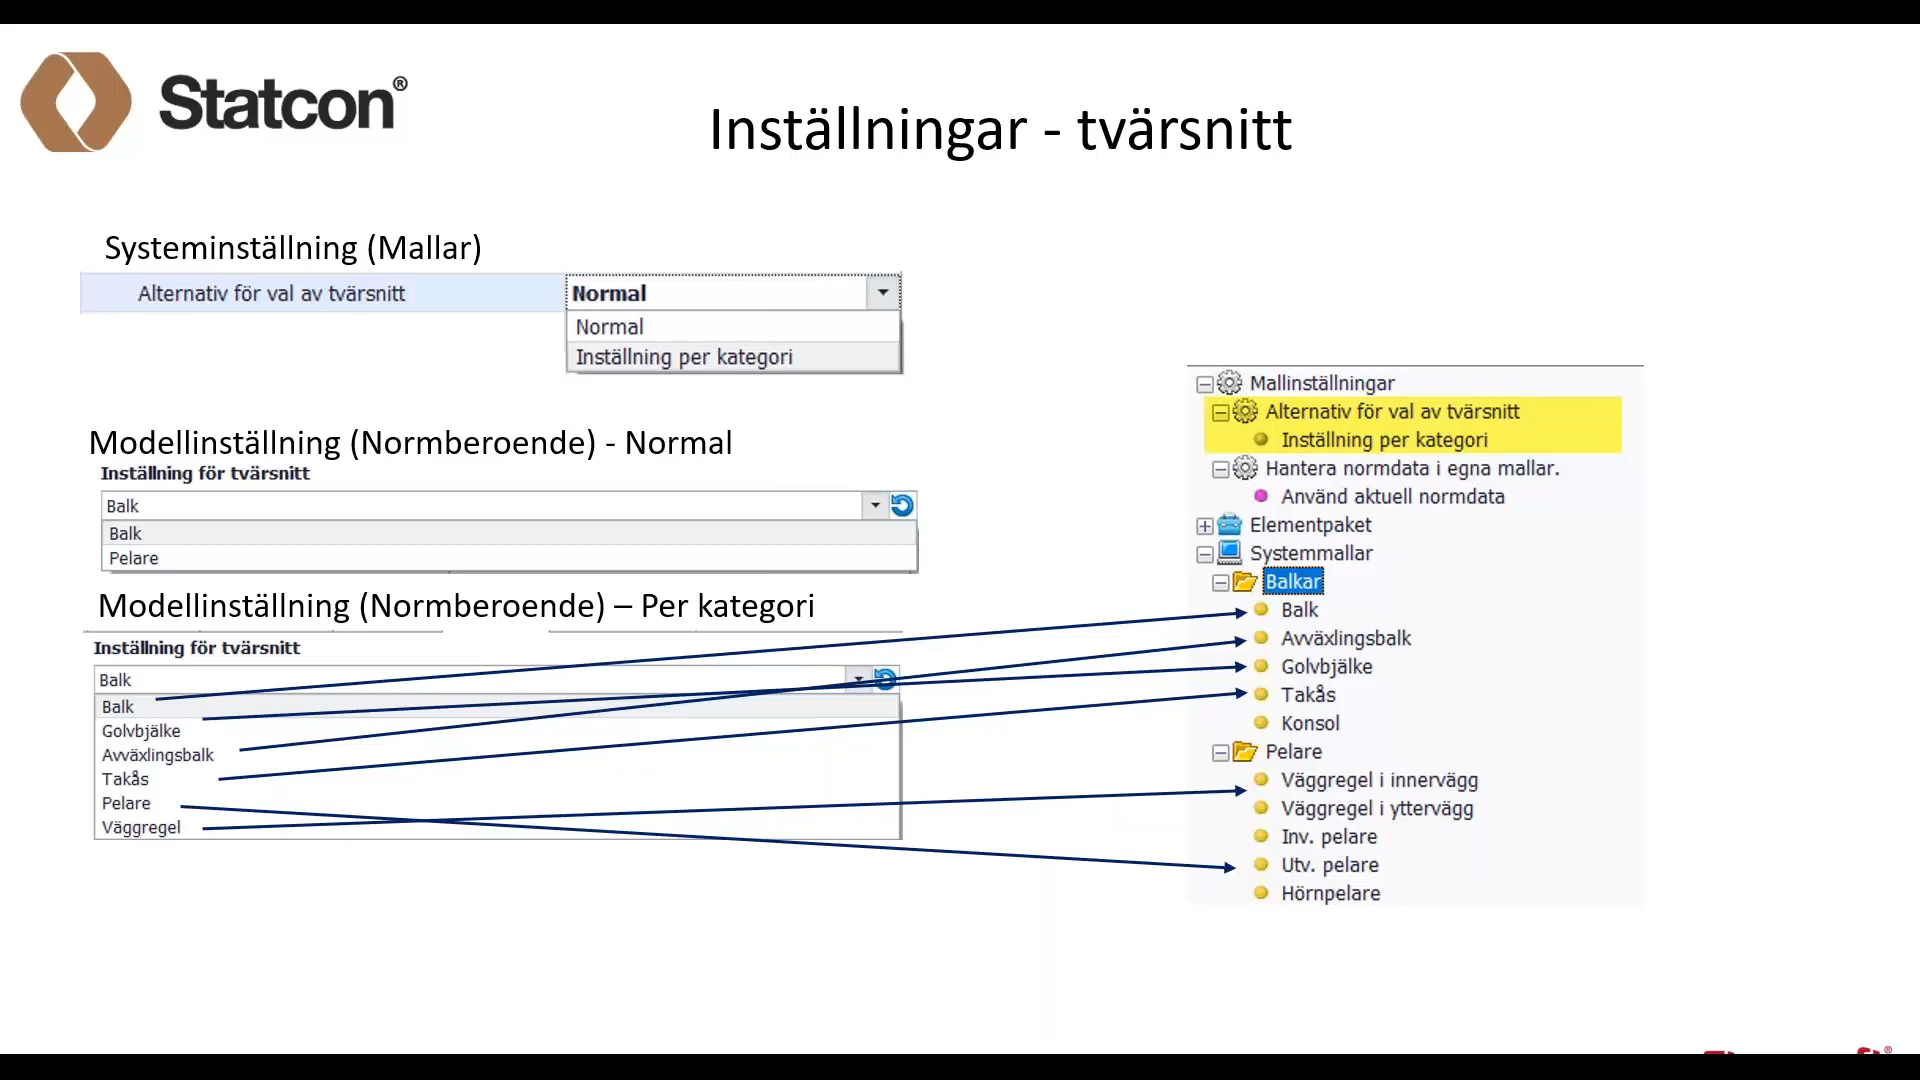 Statcon®
Inställningar - tvärsnitt
Systeminställning (Mallar)
Alternativ för val av tvärsnitt
Normal
Normal
Inställning per kategori
Modellinställning (Normberoende) - Normal
Inställning för tvärsnitt
Balk
Balk
Pelare
Modellinställning (Normberoende) – Per kategori
Inställning för tvärsnitt
Balk
Balk
Golvbjälke
Avväxlingsbalk
Takås
Pelare
Väggregel
Mallinställningar
Alternativ för val av tvärsnitt
Inställning per kategori
Hantera normdata i egna mallar.
Använd aktuell normdata
Elementpaket
Systemmallar
Balkar
Balk
Avväxlingsbalk
Golvbjälke
Takås
Konsol
Pelare
Väggregel i innervägg
Väggregel i yttervägg
Inv. pelare
Utv. pelare
Hörnpelare